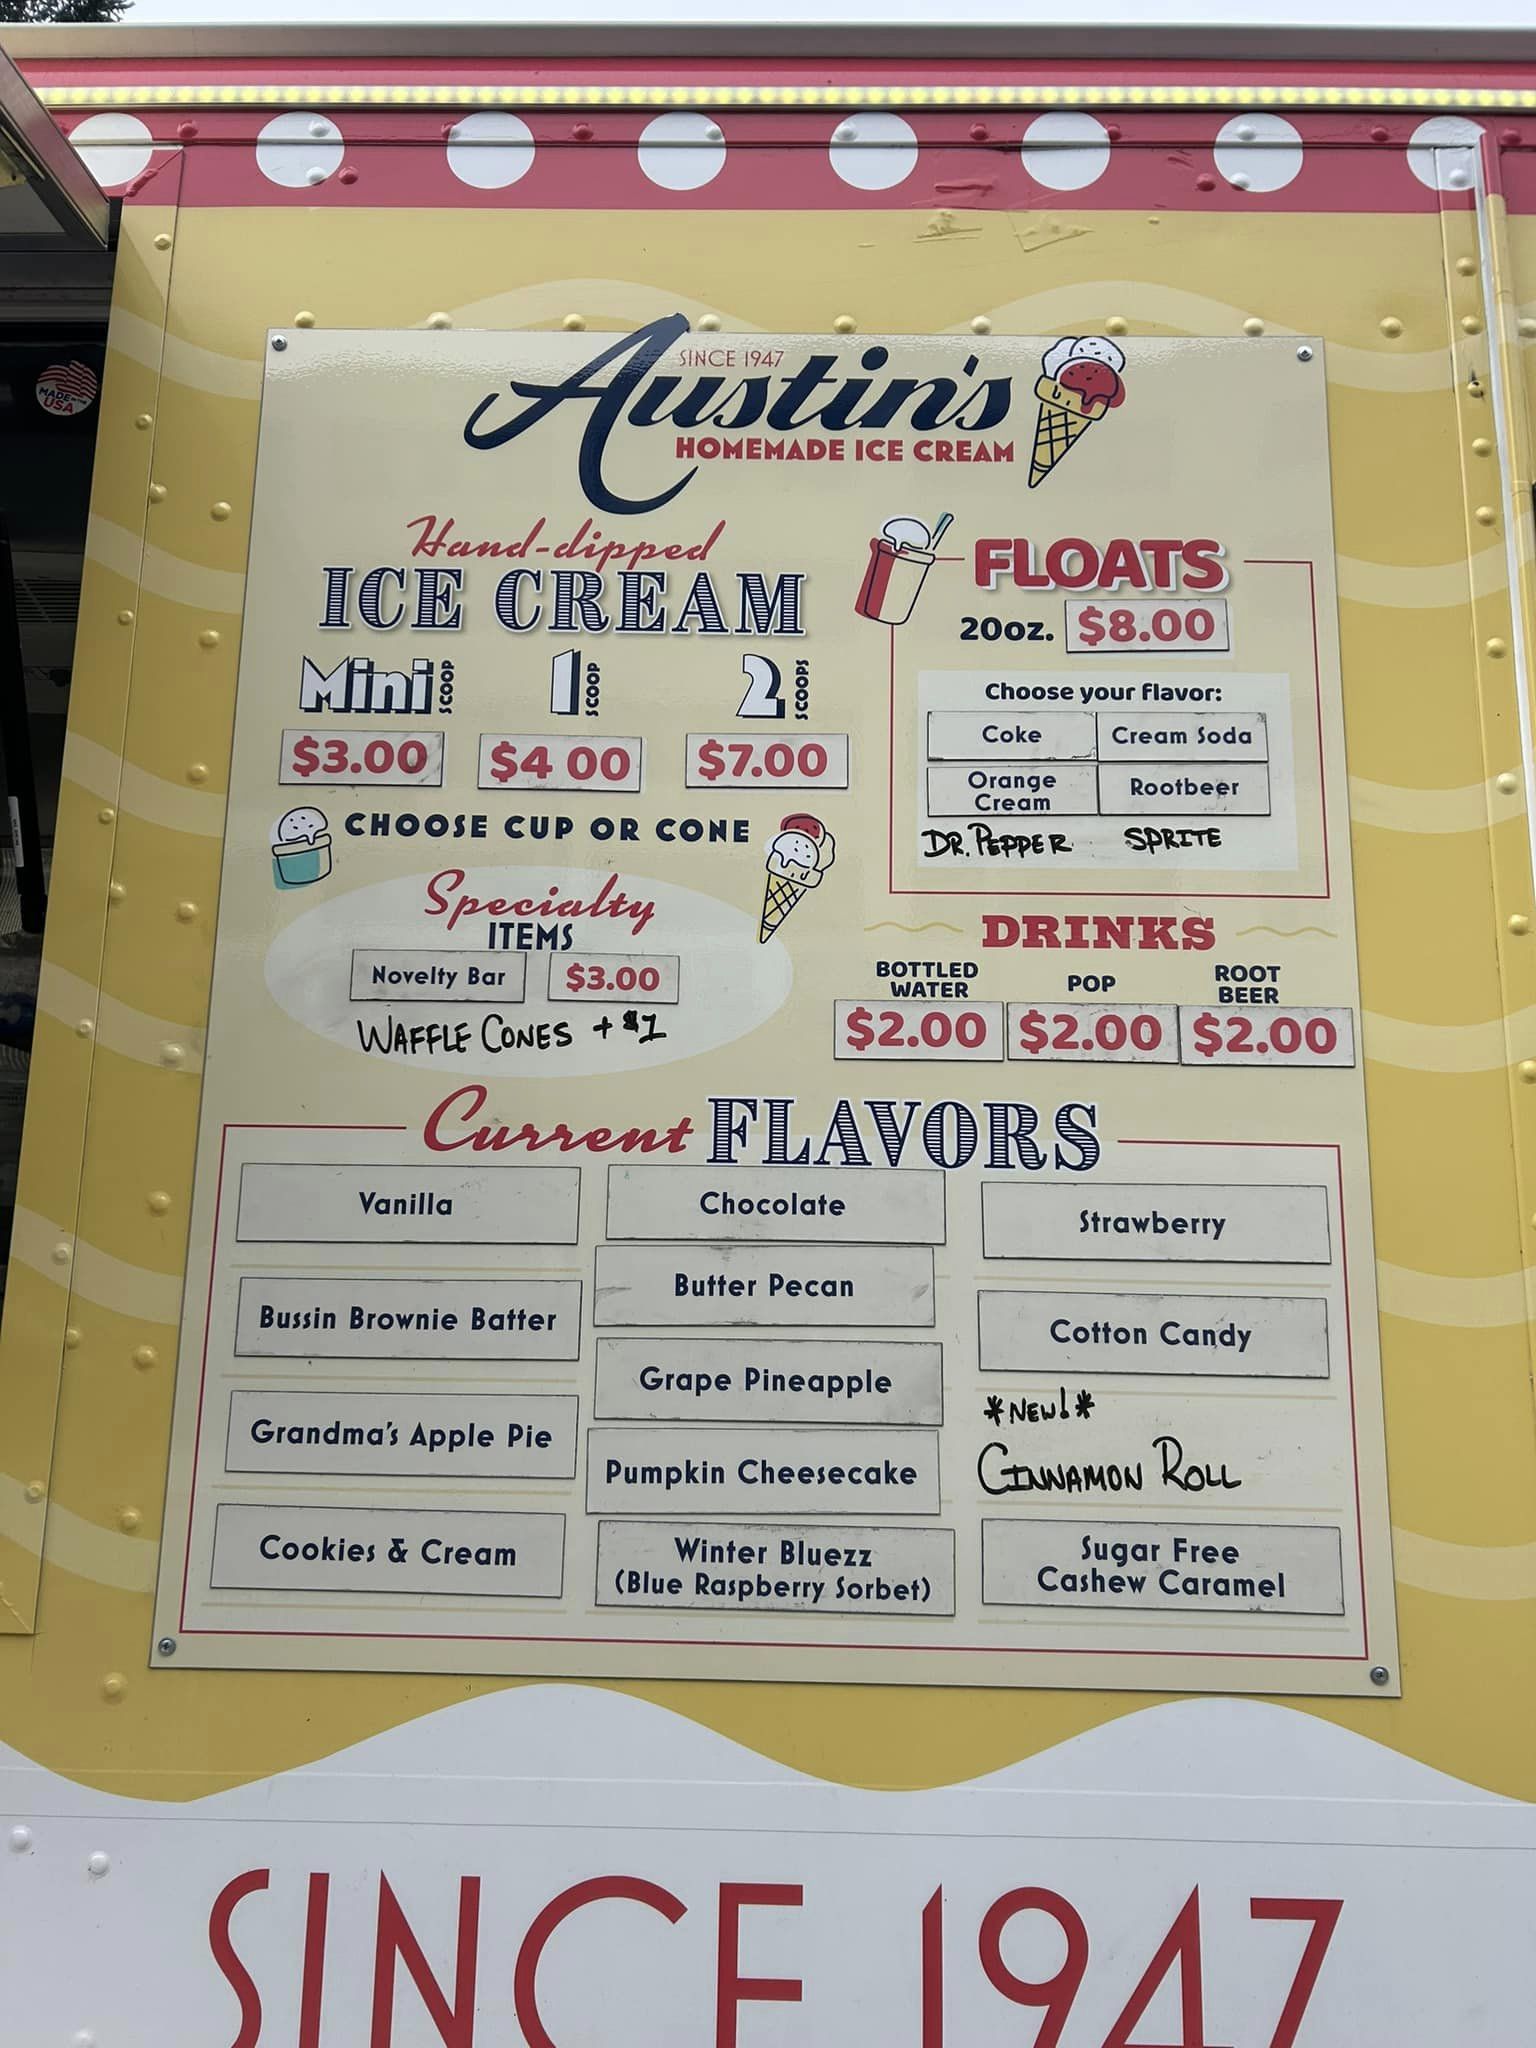 MADE IN THE
USA
SINCE 1947
Austin's
HOMEMADE ICE CREAM
Hand-dipped
ICE CREAM
Mini SCOOP 1 SCOOP 2 SCOOPS
$3.00 $4 00 $7.00
CHOOSE CUP OR CONE
Specialty
ITEMS
Novelty Bar $3.00
WAFFLE CONES + $1
FLOATS
20oz. $8.00
Choose your flavor:
Coke Cream Soda
Orange
Cream
Rootbeer
DR. PEPPER SPRITE
DRINKS
BOTTLED
WATER
POP
ROOT
BEER
$2.00 $2.00 $2.00
Current FLAVORS
Vanilla
Bussin Brownie Batter
Grandma's Apple Pie
Cookies & Cream
Chocolate
Butter Pecan
Grape Pineapple
Pumpkin Cheesecake
Winter Bluezz
(Blue Raspberry Sorbet)
Strawberry
Cotton Candy
*NEW!*
CINNAMON ROLL
Sugar Free
Cashew Caramel
SINCE 1947